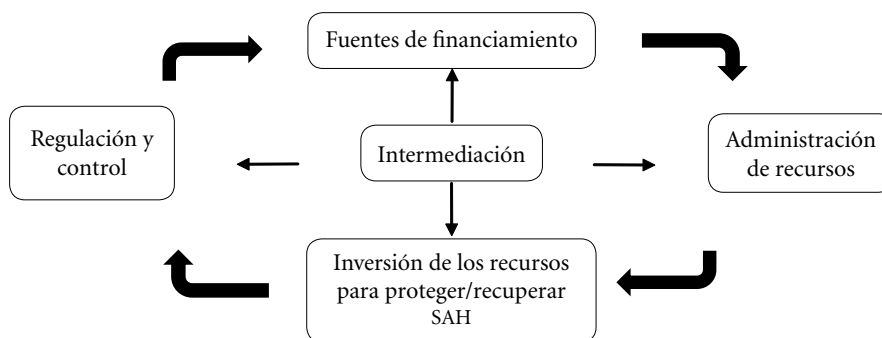 Fuentes de financiamiento
Regulación y
control
Intermediación
Administración
de recursos
Inversión de los recursos
para proteger/recuperar
SAH